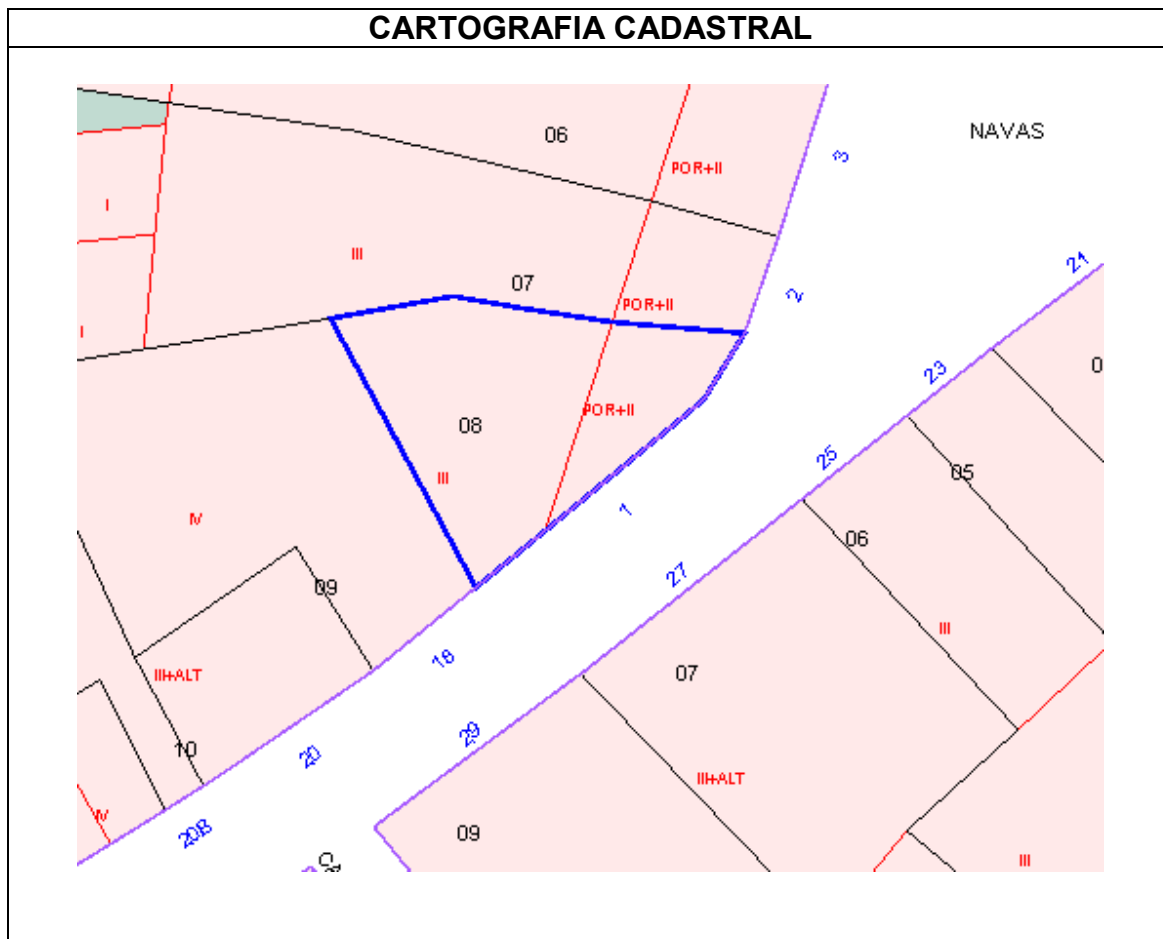 CARTOGRAFIA CADASTRAL
NAVAS
06
3
POR+II
I
III
21
07
2
POR+II
I
23
0
POR+II
08
25
05
III
1
IV
06
27
09
III
18
07
III+ALT
29
10
20
III+ALT
IV
20B
09
III